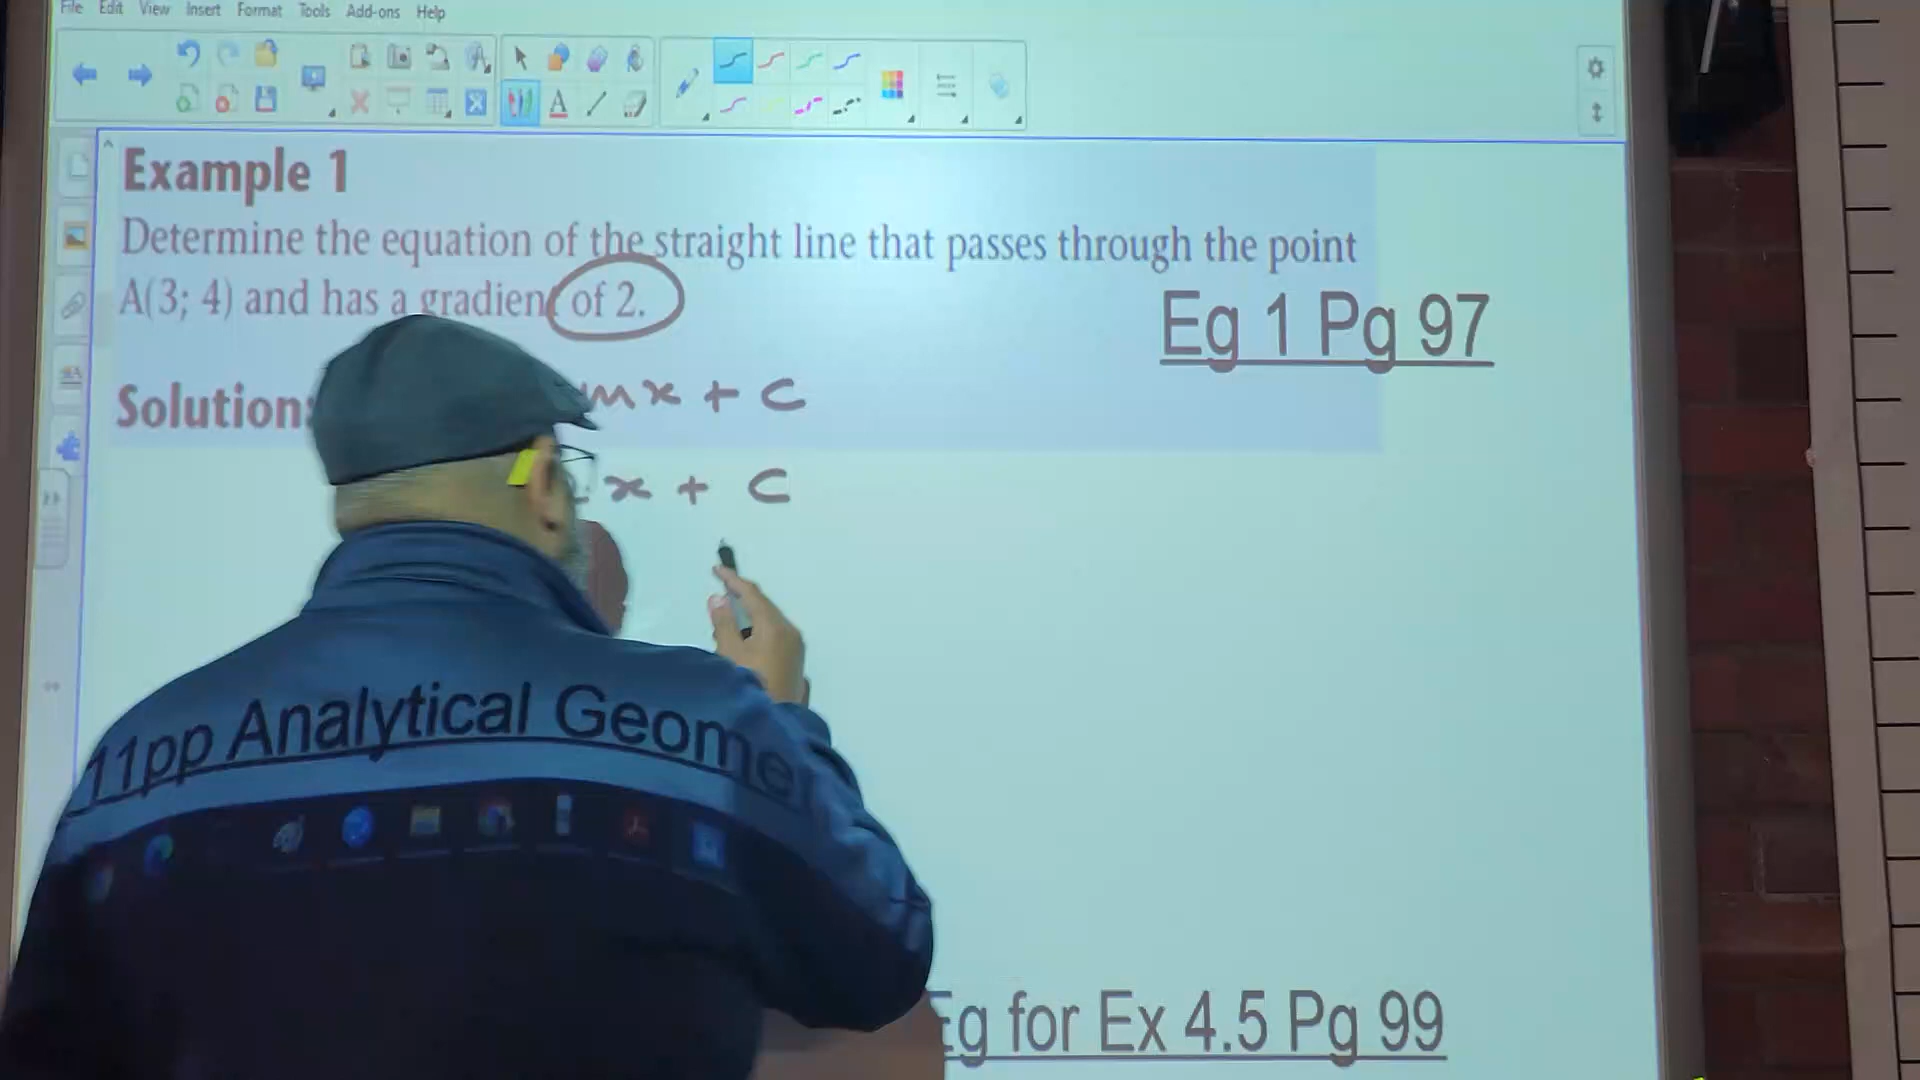 File Edit View Insert Format Tools Add-ons Help
Example 1
Determine the equation of the straight line that passes through the point
A(3; 4) and has a gradient of 2.
Eg 1 Pg 97
Solution:
mx + c
x + c
11pp Analytical Geome
Eg for Ex 4.5 Pg 99